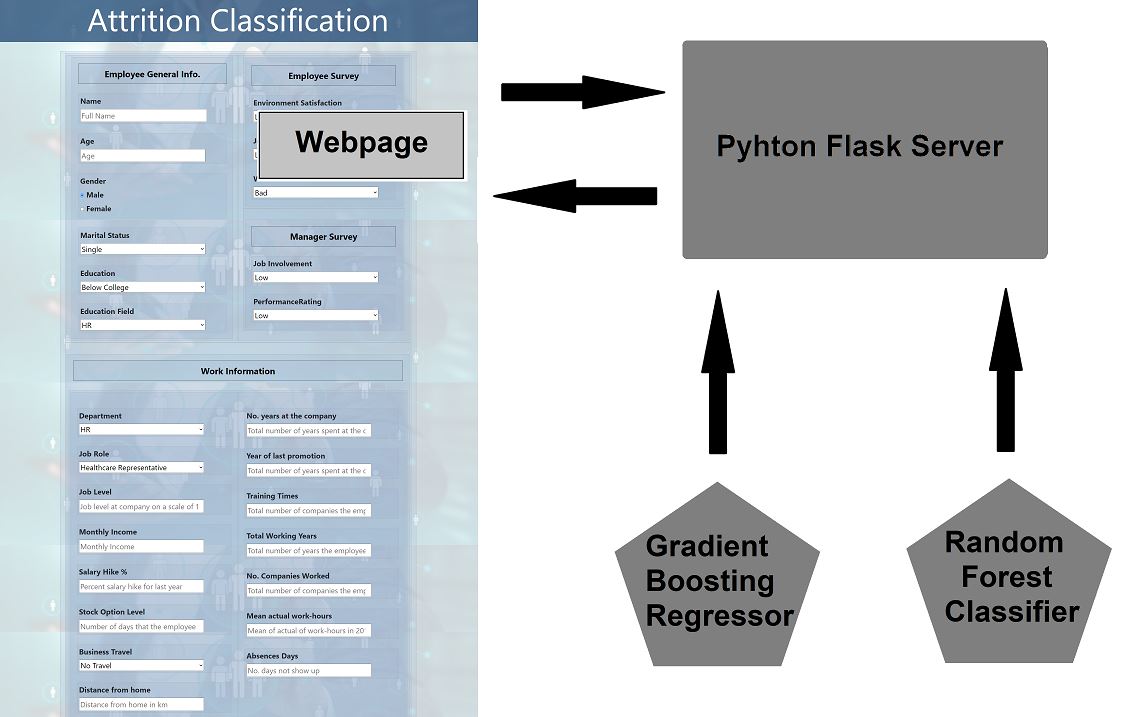 Attrition Classification
Employee General Info.
Name
Full Name
Age
Age
Gender
Male
Female
Marital Status
Single
Education
Below College
Education Field
HR
Employee Survey
Environment Satisfaction
Webpage
Bad
Manager Survey
Job Involvement
Low
PerformanceRating
Low
Work Information
Department
HR
Job Role
Healthcare Representative
Job Level
Job level at company on a scale of 1
Monthly Income
Monthly Income
Salary Hike %
Percent salary hike for last year
Stock Option Level
Number of days that the employee
Business Travel
No Travel
Distance from home
Distance from home in km
No. years at the company
Total number of years spent at the c
Year of last promotion
Total number of years spent at the c
Training Times
Total number of companies the emp
Total Working Years
Total number of years the employee
No. Companies Worked
Total number of companies the emp
Mean actual work-hours
Mean of actual of work-hours in 20
Absences Days
No. days not show up
Pyhton Flask Server
Gradient
Boosting
Regressor
Random
Forest
Classifier